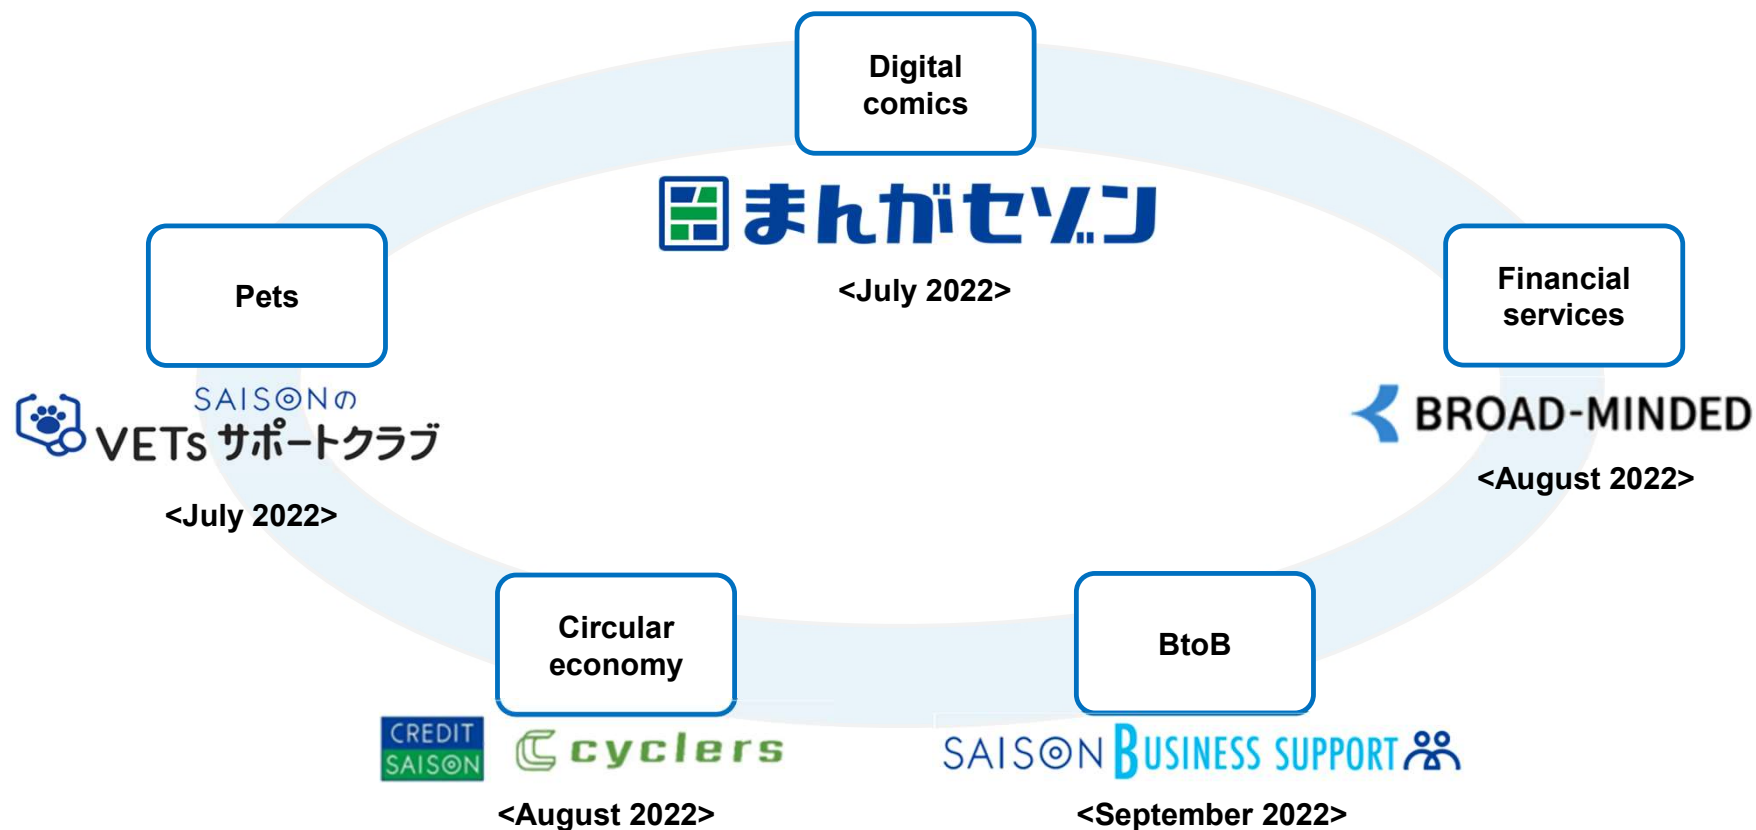 Digital
comics
まんがセゾン
<July 2022>
Pets
SAISONの
VETs サポートクラブ
<July 2022>
Financial
services
BROAD-MINDED
<August 2022>
Circular
economy
CREDIT
SAISON
cyclers
<August 2022>
BtoB
SAISON BUSINESS SUPPORT
<September 2022>